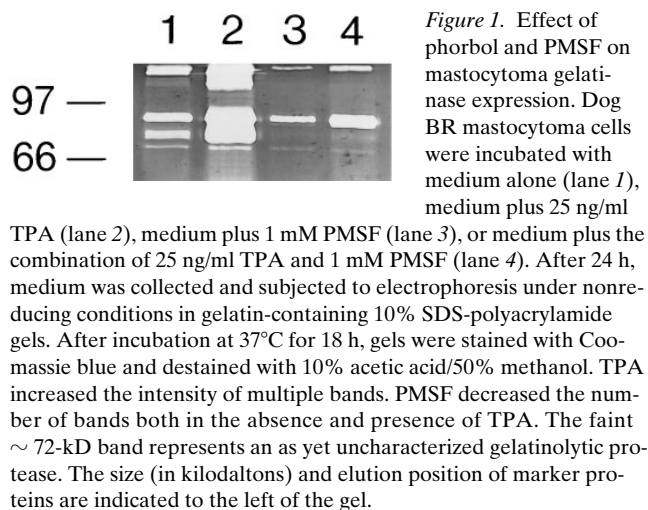 1 2 3 4
97 —
66 —
Figure 1. Effect of
phorbol and PMSF on
mastocytoma gelati-
nase expression. Dog
BR mastocytoma cells
were incubated with
medium alone (lane 1),
medium plus 25 ng/ml
TPA (lane 2), medium plus 1 mM PMSF (lane 3), or medium plus the
combination of 25 ng/ml TPA and 1 mM PMSF (lane 4). After 24 h,
medium was collected and subjected to electrophoresis under nonre-
ducing conditions in gelatin-containing 10% SDS-polyacrylamide
gels. After incubation at 37°C for 18 h, gels were stained with Coo-
massie blue and destained with 10% acetic acid/50% methanol. TPA
increased the intensity of multiple bands. PMSF decreased the num-
ber of bands both in the absence and presence of TPA. The faint
∼ 72-kD band represents an as yet uncharacterized gelatinolytic pro-
tease. The size (in kilodaltons) and elution position of marker pro-
teins are indicated to the left of the gel.